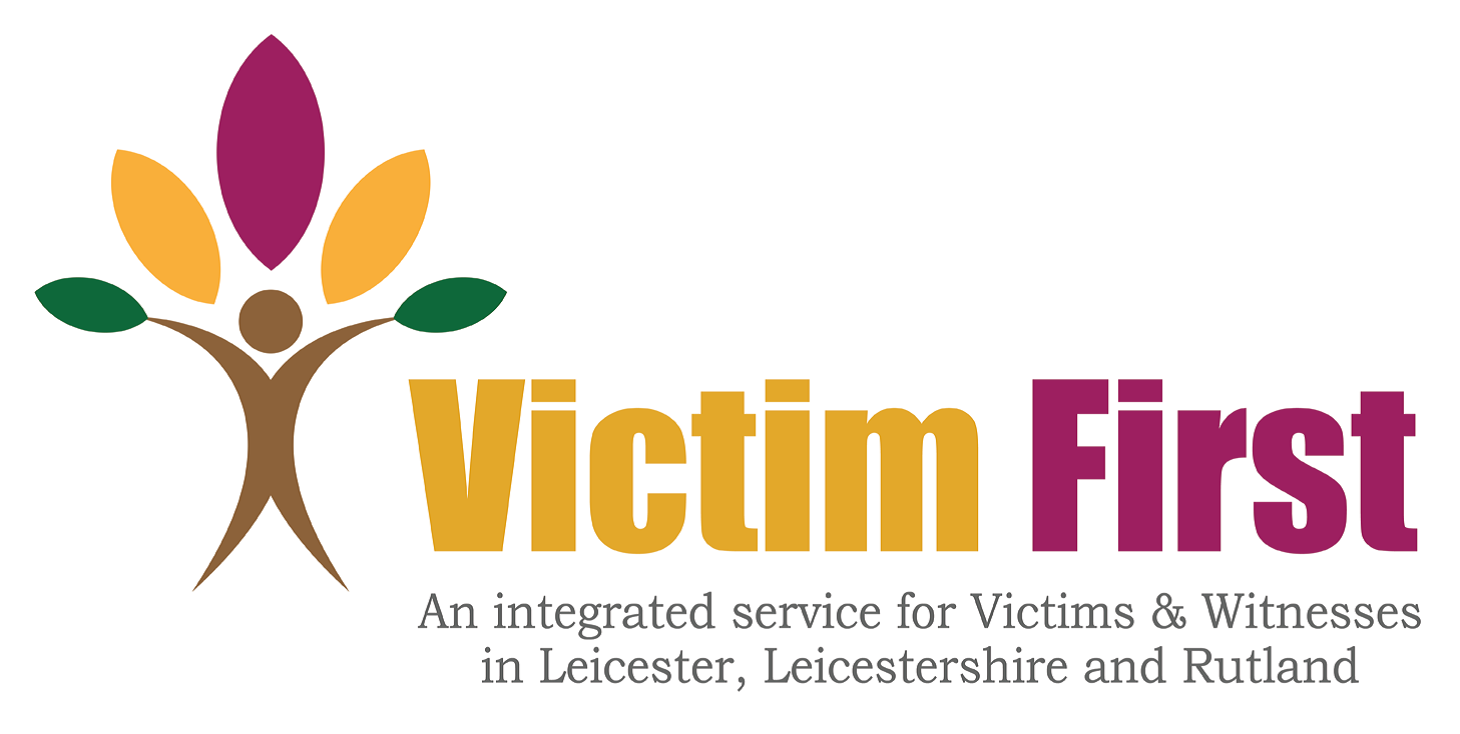 Victim First
An integrated service for Victims & Witnesses
in Leicester, Leicestershire and Rutland